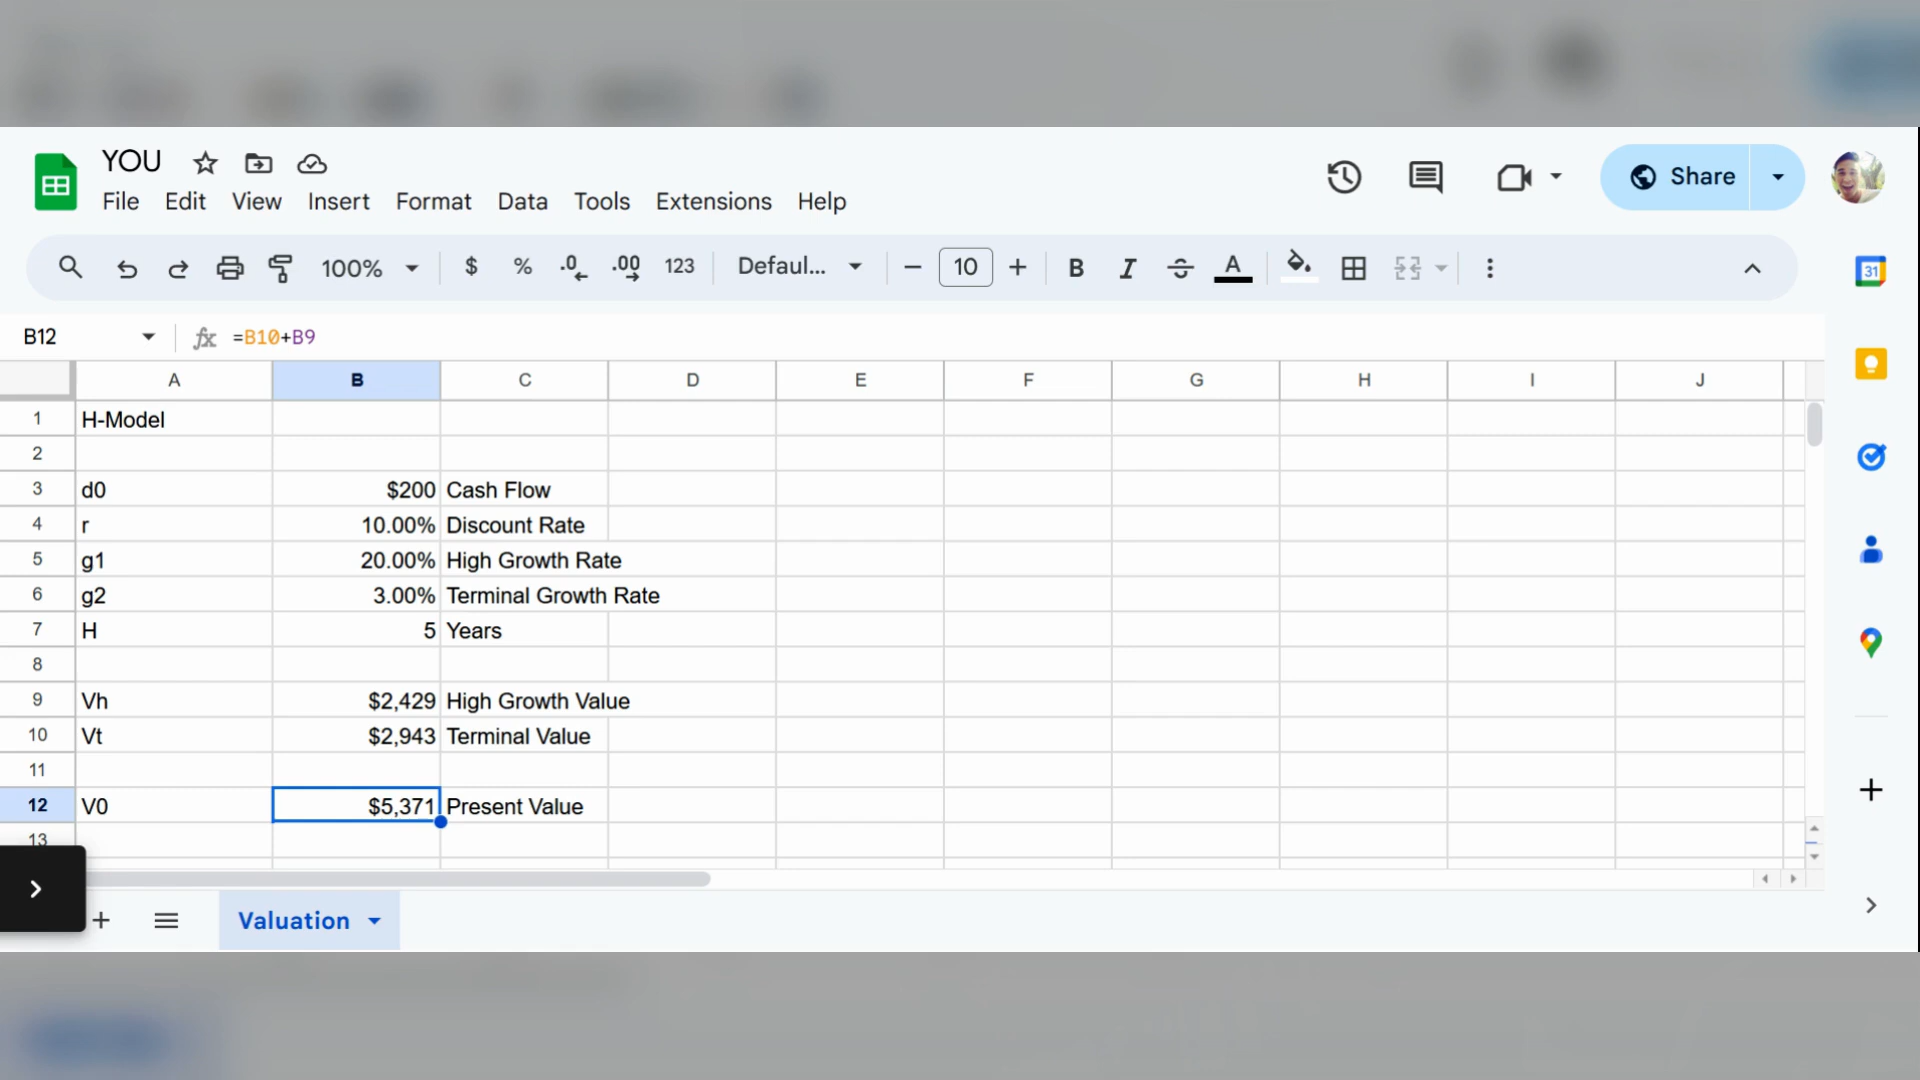 YOU
File Edit View Insert Format Data Tools Extensions Help
Share
100% $ % .0 .00 123 Defaul... 10 B I S A
31
B12 fx =B10+B9
A B C D E F G H I J
1 H-Model
2
3 d0 $200 Cash Flow
4 r 10.00% Discount Rate
5 g1 20.00% High Growth Rate
6 g2 3.00% Terminal Growth Rate
7 H 5 Years
8
9 Vh $2,429 High Growth Value
10 Vt $2,943 Terminal Value
11
12 V0 $5,371 Present Value
13
Valuation